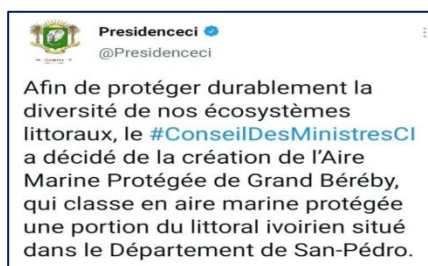 Presidenceci
@Presidenceci
Afin de protéger durablement la
diversité de nos écosystèmes
littoraux, le #ConseilDesMinistresCI
a décidé de la création de l'Aire
Marine Protégée de Grand Béréby,
qui classe en aire marine protégée
une portion du littoral ivoirien situé
dans le Département de San-Pédro.